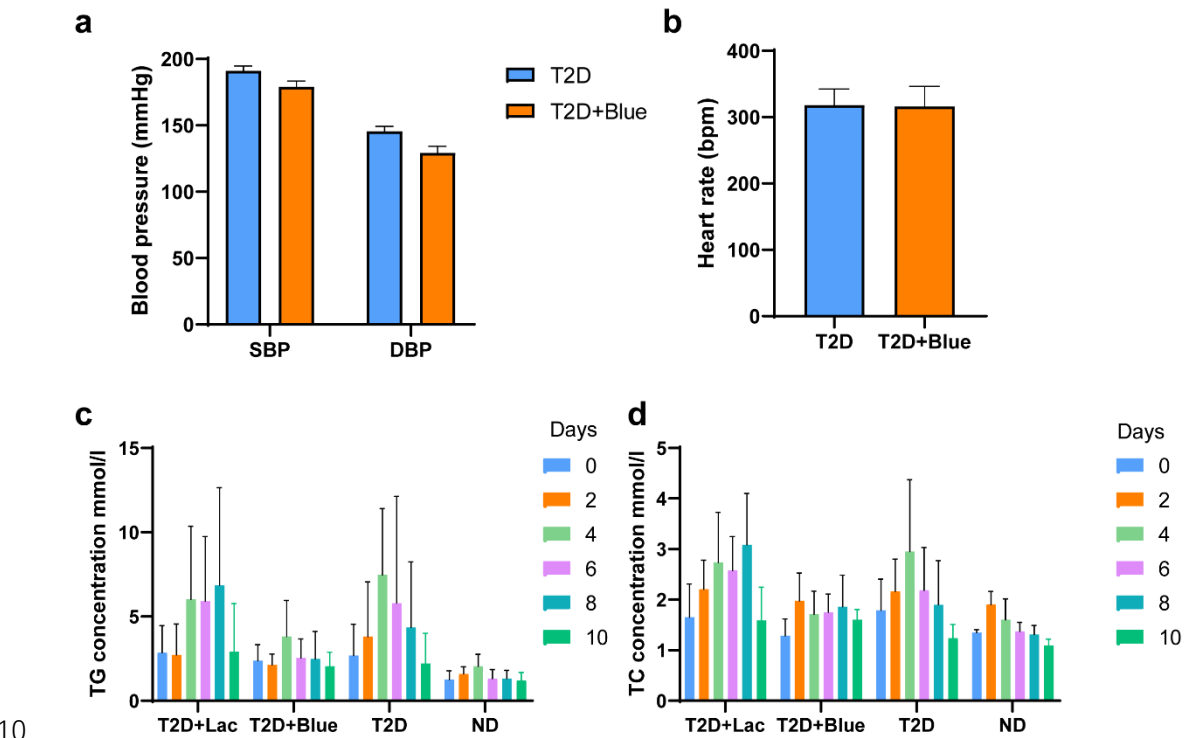 a
Blood pressure (mmHg)
200
150
100
50
0
SBP DBP
T2D
T2D+Blue
b
Heart rate (bpm)
400
300
200
100
0
T2D T2D+Blue
c
TG concentration mmol/l
15
10
5
0
T2D+Lac T2D+Blue T2D ND
Days
0
2
4
6
8
10
d
TC concentration mmol/l
5
4
3
2
1
0
T2D+Lac T2D+Blue T2D ND
Days
0
2
4
6
8
10
10